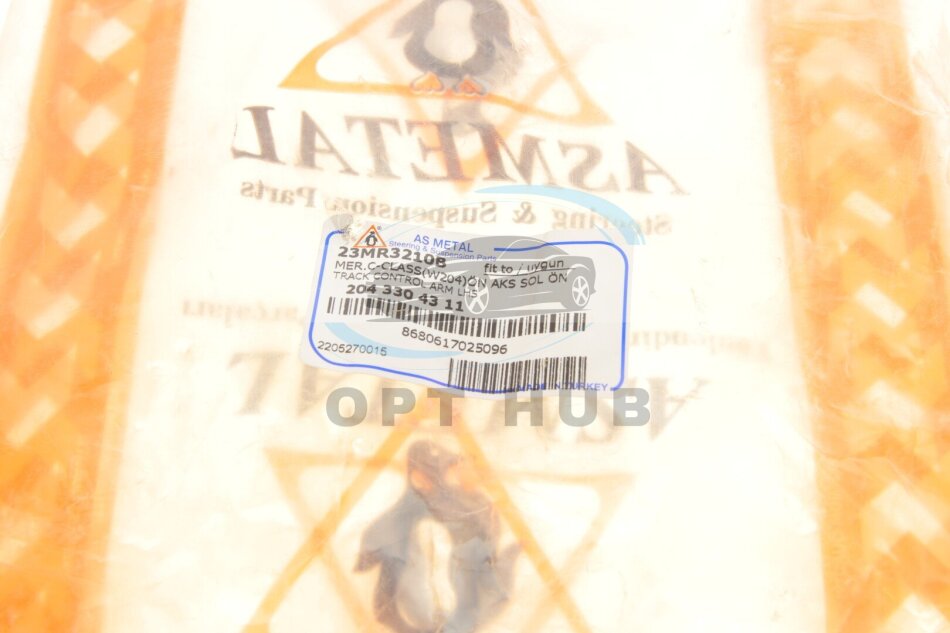 ASMETAL
Steering & Suspension Parts
AS METAL
Steering & Suspension Parts
23MR3210B
fit to / uygun
MER.C-CLASS(W204)ÖN AKS SOL ÖN
TRACK CONTROL ARM LHS
204 330 43 11
8680617025096
2205270015
MADE IN TURKEY
OPT HUB